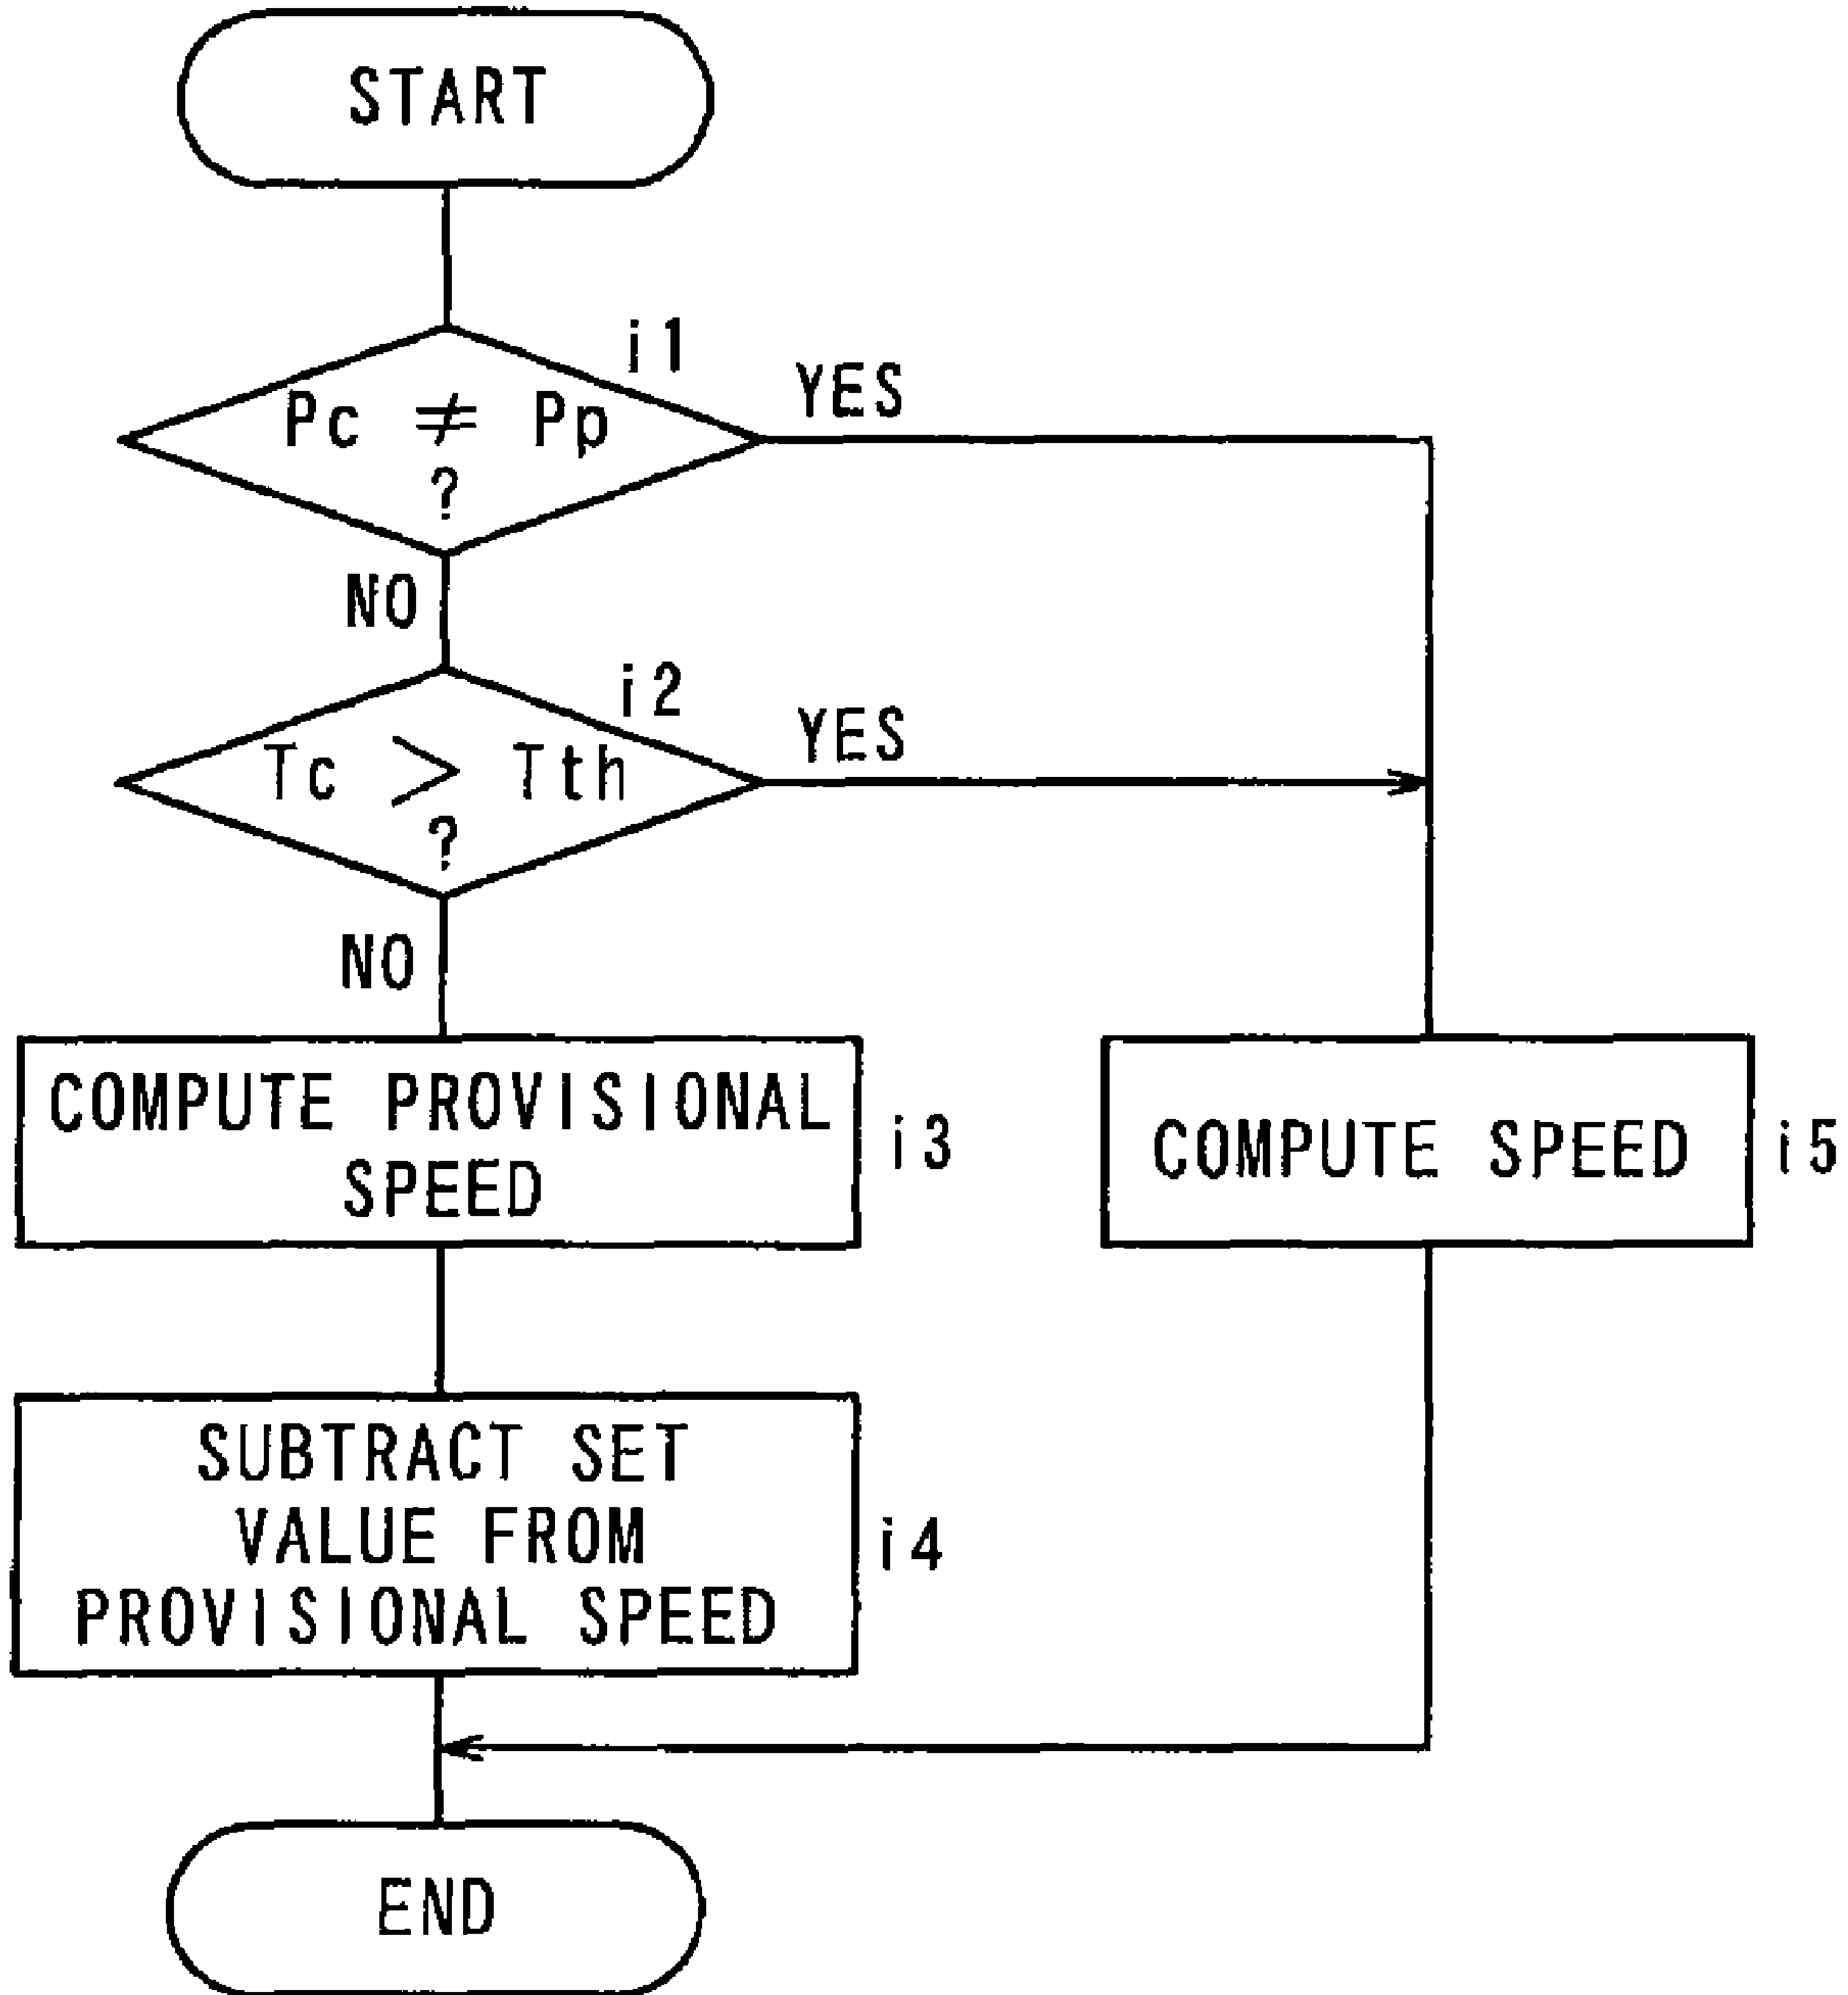 START
i1
YES
Pc ≠ Pp
?
NO
i2
YES
Tc > Tth
?
NO
COMPUTE PROVISIONAL
SPEED
i3
COMPUTE SPEED
i5
SUBTRACT SET
VALUE FROM
PROVISIONAL SPEED
i4
END